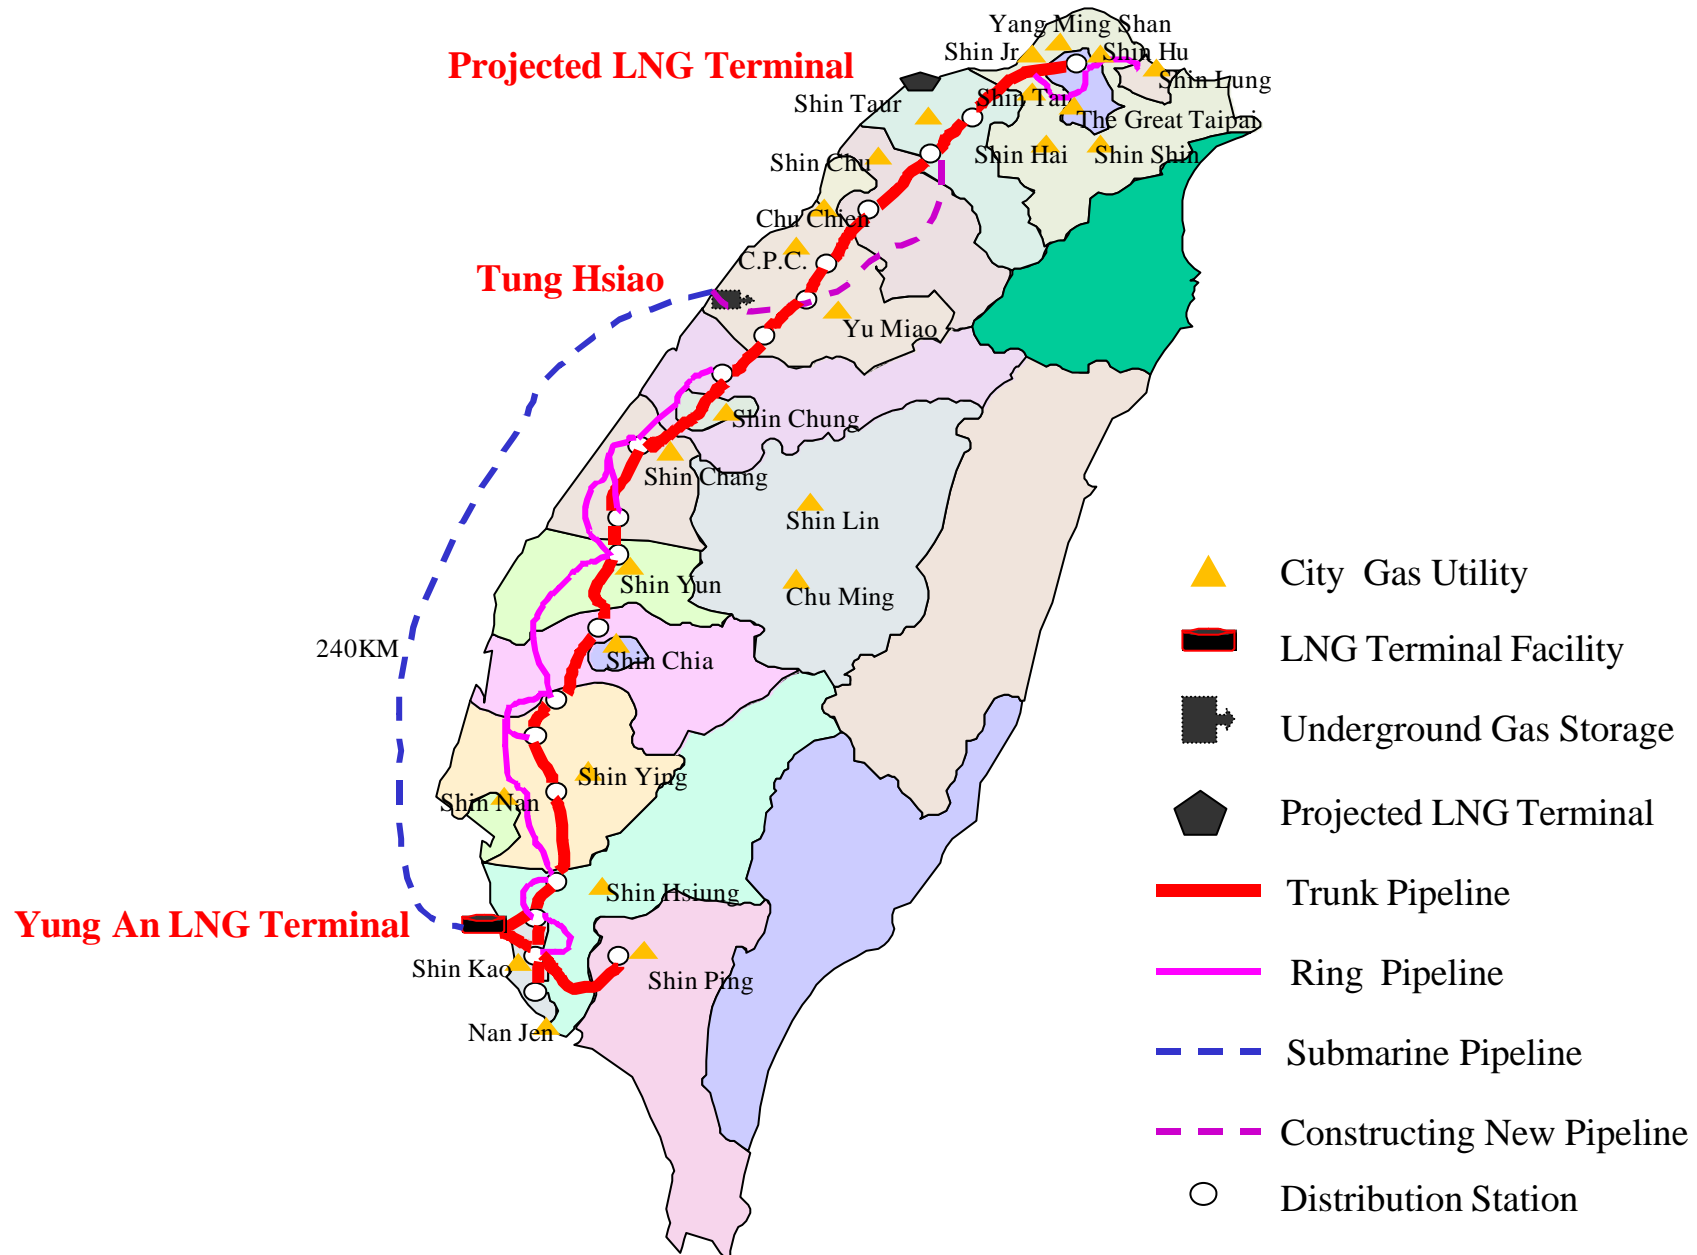 Yang Ming Shan
Shin Jr
Shin Hu
Projected LNG Terminal
Shin Lung
Shin Taur
Shin Tai
The Great Taipai
Shin Chu
Shin Hai
Shin Shin
Chu Chien
C.P.C.
Tung Hsiao
Yu Miao
Shin Chung
Shin Chang
Shin Lin
Shin Yun
Chu Ming
240KM
Shin Chia
Shin Ying
Shin Nan
Shin Hsiung
Yung An LNG Terminal
Shin Kao
Shin Ping
Nan Jen
City Gas Utility
LNG Terminal Facility
Underground Gas Storage
Projected LNG Terminal
Trunk Pipeline
Ring Pipeline
Submarine Pipeline
Constructing New Pipeline
Distribution Station